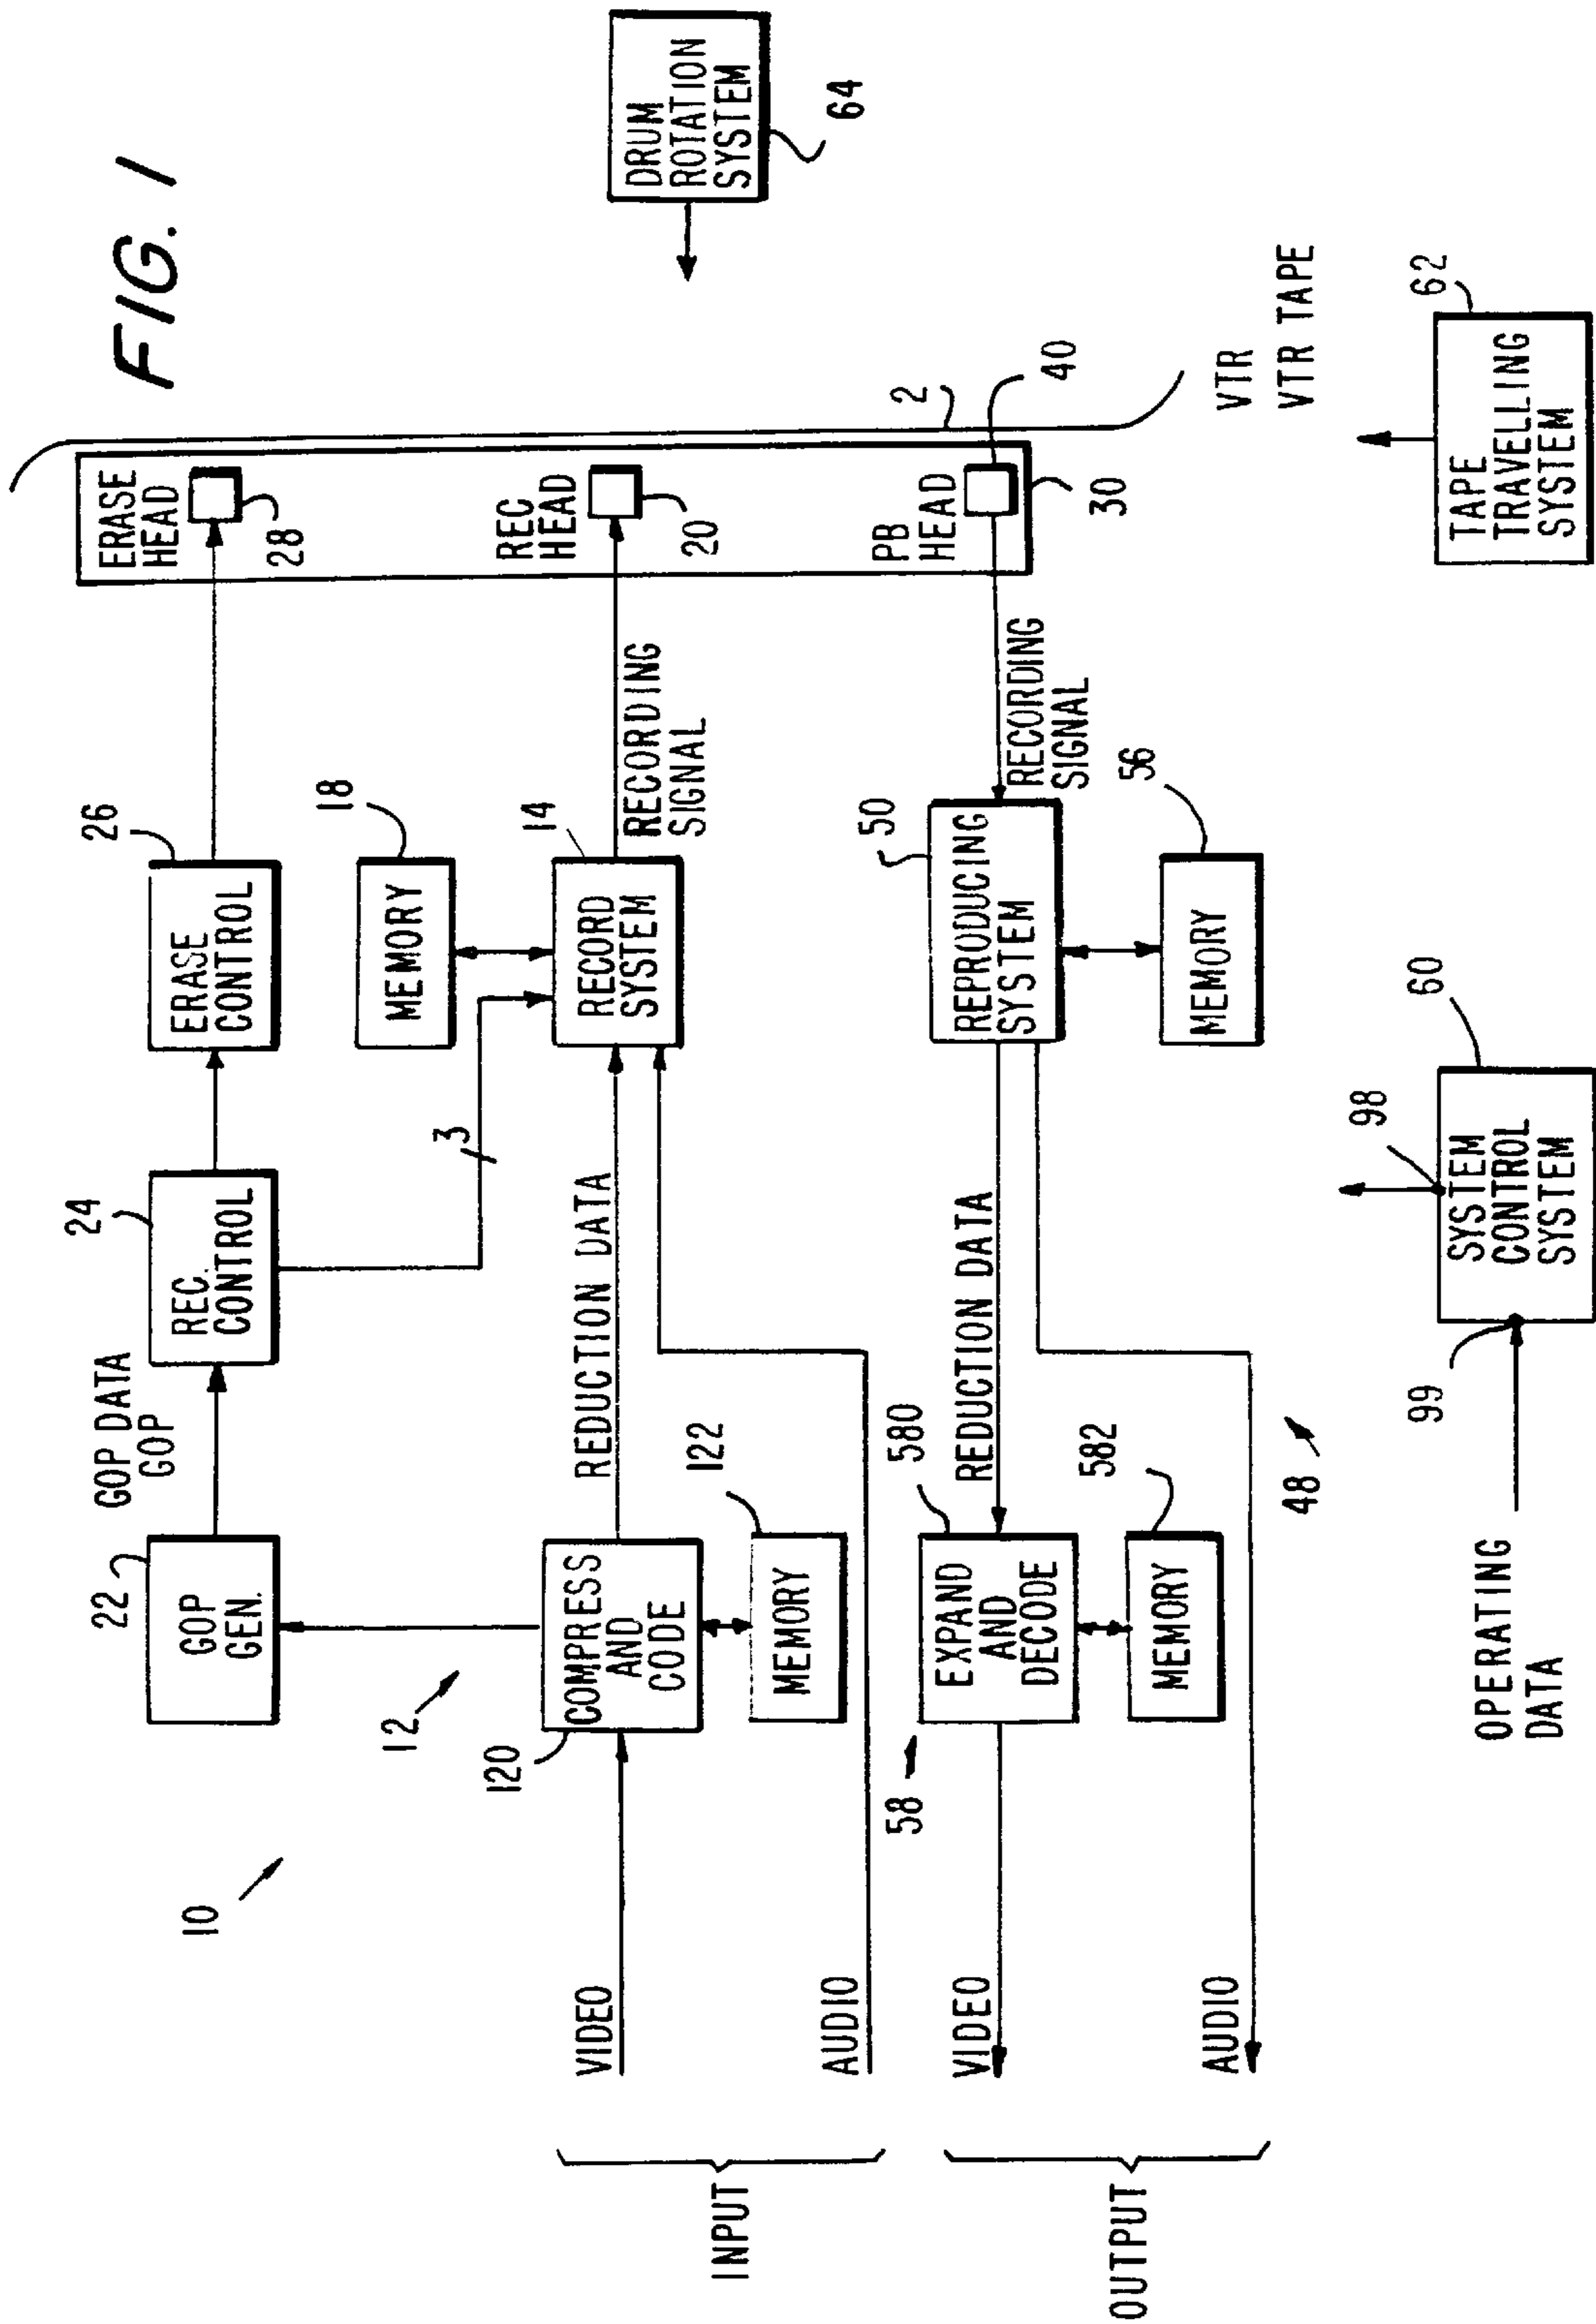 FIG. 1
10
12
22
GOP
GEN.
GOP DATA
GOP
24
REC.
CONTROL
26
ERASE
CONTROL
ERASE
HEAD
28
3
18
MEMORY
VIDEO
120
COMPRESS
AND
CODE
REDUCTION DATA
14
RECORD
SYSTEM
RECORDING
SIGNAL
REC
HEAD
20
122
MEMORY
AUDIO
INPUT
DRUM
ROTATION
SYSTEM
64
2
VIDEO
58
580
EXPAND
AND
DECODE
REDUCTION DATA
50
REPRODUCING
SYSTEM
RECORDING
SIGNAL
PB
HEAD
40
30
582
MEMORY
56
MEMORY
AUDIO
OUTPUT
48
VTR
VTR TAPE
OPERATING
DATA
99
98
60
SYSTEM
CONTROL
SYSTEM
62
TAPE
TRAVELLING
SYSTEM